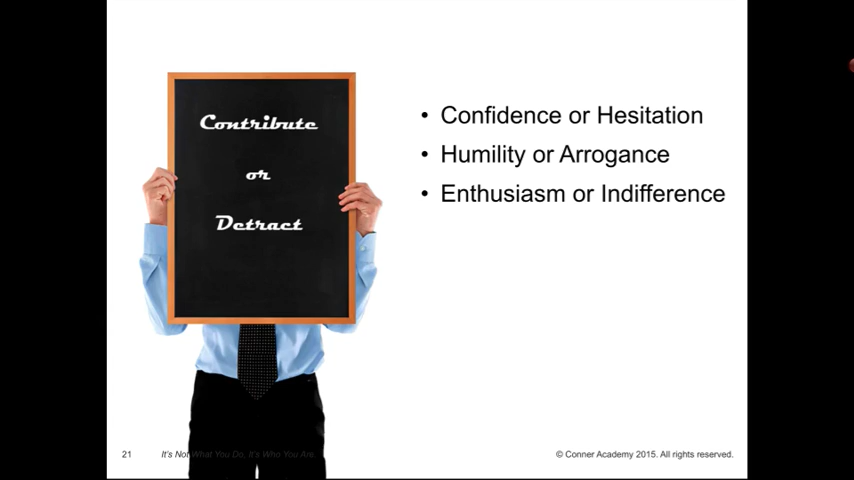 Contribute
or
Detract
• Confidence or Hesitation
• Humility or Arrogance
• Enthusiasm or Indifference
21 It's Not What You Do. It's Who You Are.
© Conner Academy 2015. All rights reserved.